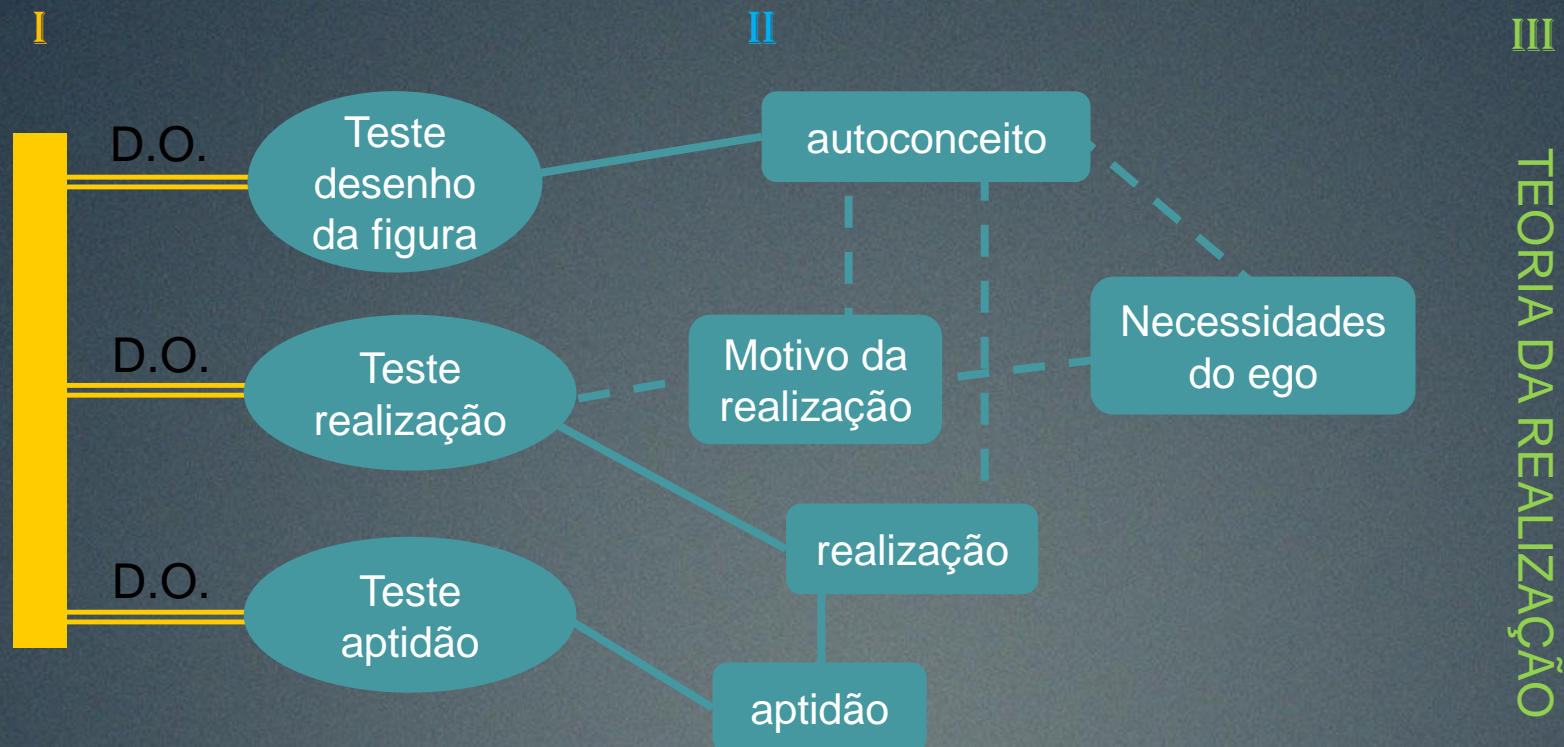 I
II
III
D.O.
Teste
desenho
da figura
autoconceito
D.O.
Teste
realização
Motivo da
realização
Necessidades
do ego
realização
D.O.
Teste
aptidão
aptidão
TEORIA DA REALIZAÇÃO